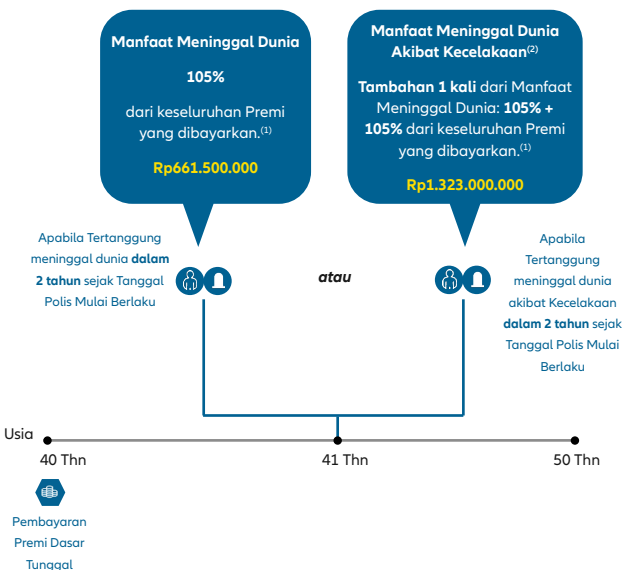 Manfaat Meninggal Dunia
105%
dari keseluruhan Premi
yang dibayarkan.(1)
Rp661.500.000
Manfaat Meninggal Dunia
Akibat Kecelakaan(2)
Tambahan 1 kali dari Manfaat
Meninggal Dunia: 105% +
105% dari keseluruhan Premi
yang dibayarkan.(1)
Rp1.323.000.000
Apabila Tertanggung
meninggal dunia dalam
2 tahun sejak Tanggal
Polis Mulai Berlaku
atau
Apabila
Tertanggung
meninggal dunia
akibat Kecelakaan
dalam 2 tahun sejak
Tanggal Polis Mulai
Berlaku
Usia
40 Thn
41 Thn
50 Thn
Pembayaran
Premi Dasar
Tunggal